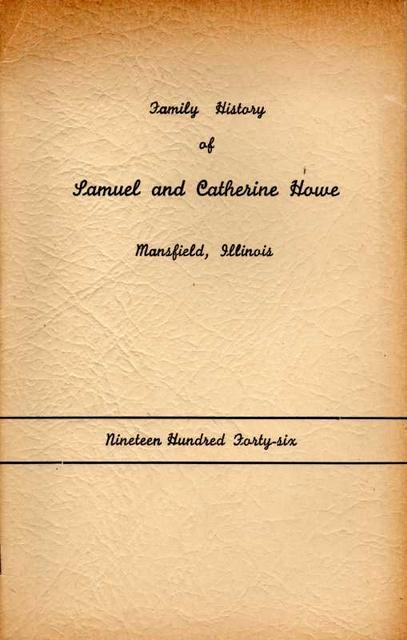 Family History
of
Samuel and Catherine Howe
Mansfield, Illinois
Nineteen Hundred Forty-six